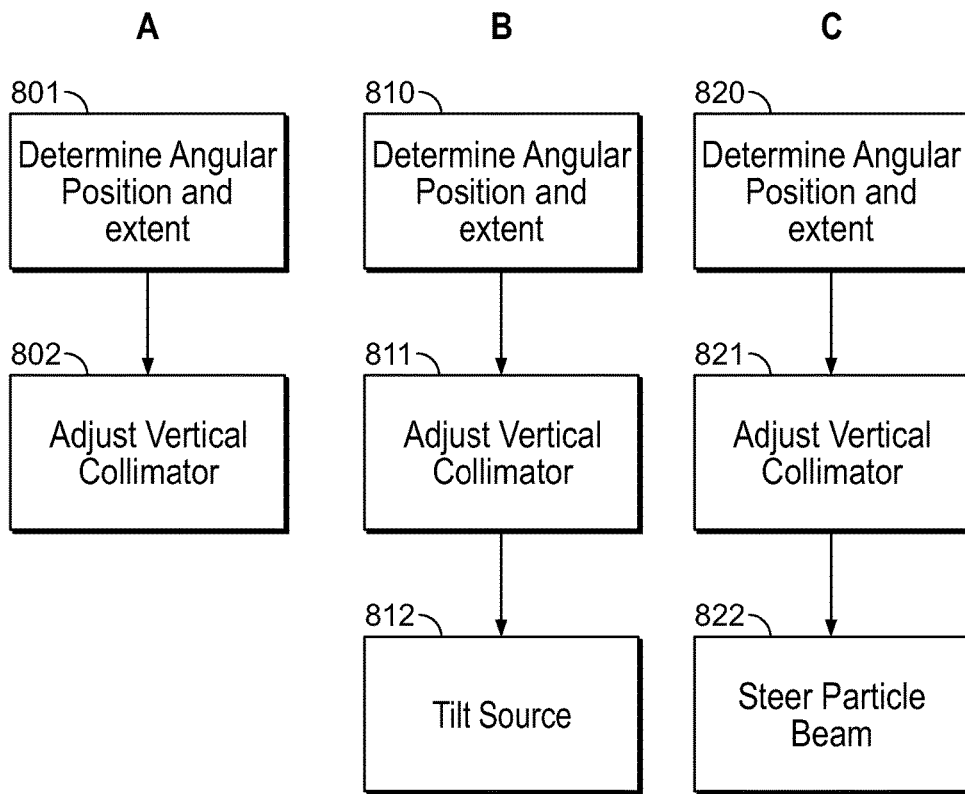 A
B
C
801
810
820
Determine Angular
Position and
extent
Determine Angular
Position and
extent
Determine Angular
Position and
extent
802
811
821
Adjust Vertical
Collimator
Adjust Vertical
Collimator
Adjust Vertical
Collimator
812
822
Tilt Source
Steer Particle
Beam